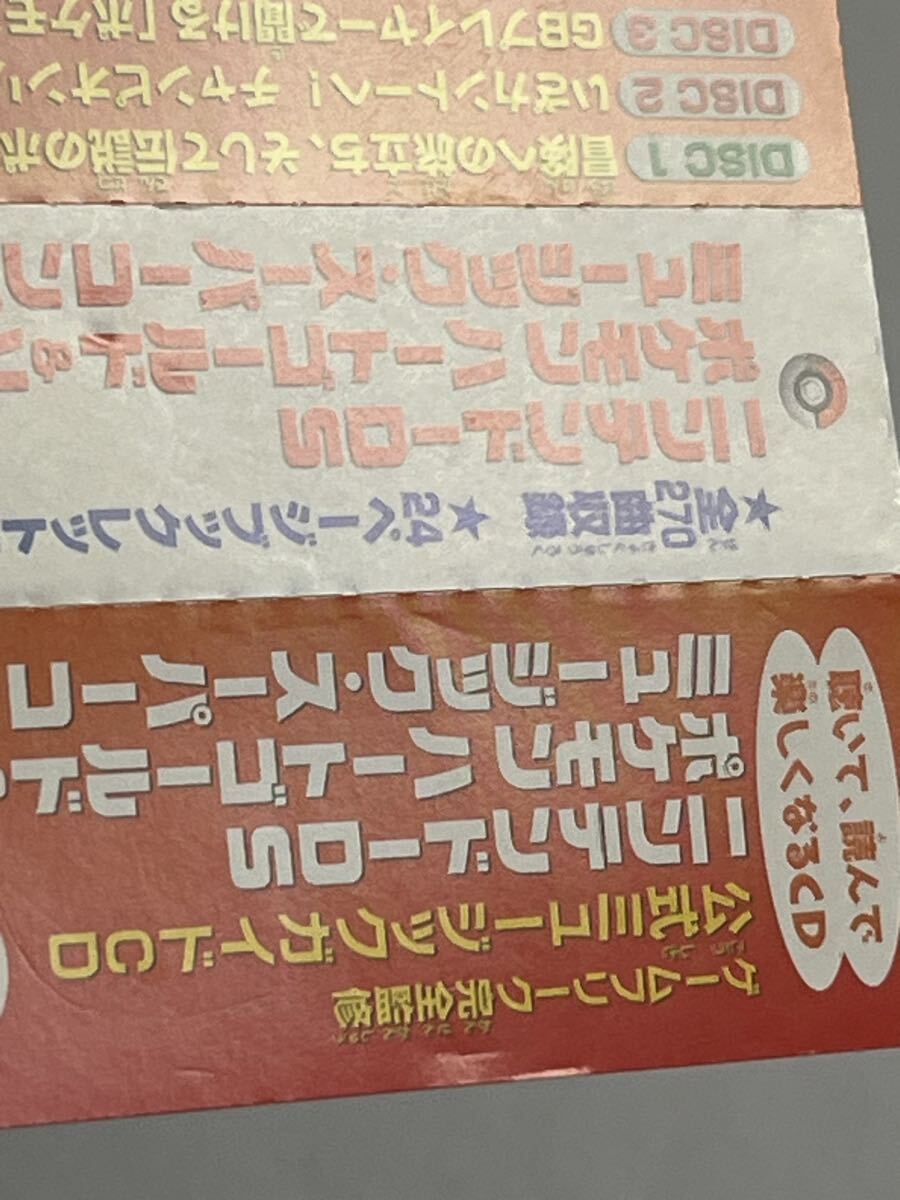 聴いて、読んで
楽しくなるCD
ゲームフリーク完全監修
公式ミュージックガイドCD
ニンテンドーDS
ポケモンハートゴールド
ミュージック・スーパーコ
★全270曲収録 ★24ページブックレット
ニンテンドーDS
ポケモンハートゴールド&ソ
ミュージック・スーパーコン
DISC 1 冒険への旅立ち、そして伝説のポ
DISC 2 いざカントーへ! チャンピオン
DISC 3 GBプレイヤーで聞ける「ポケモ